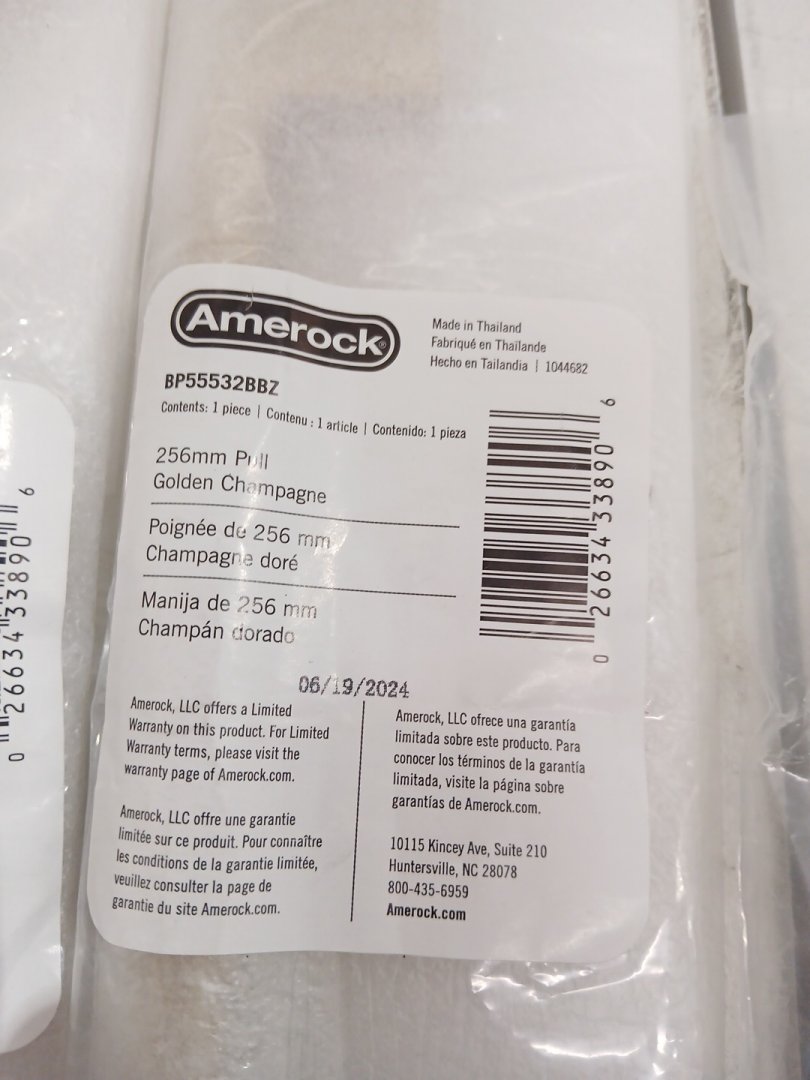 Amerock®
Made in Thailand
Fabriqué en Thaïlande
Hecho en Tailandia | 1044682
BP55532BBZ
Contents: 1 piece | Contenu : 1 article | Contenido: 1 pieza
256mm Pull
Golden Champagne
Poignée de 256 mm
Champagne doré
Manija de 256 mm
Champán dorado
0 26634 33890 6
06/19/2024
Amerock, LLC offers a Limited
Warranty on this product. For Limited
Warranty terms, please visit the
warranty page of Amerock.com.
Amerock, LLC offre une garantie
limitée sur ce produit. Pour connaître
les conditions de la garantie limitée,
veuillez consulter la page de
garantie du site Amerock.com.
Amerock, LLC ofrece una garantía
limitada sobre este producto. Para
conocer los términos de la garantía
limitada, visite la página sobre
garantías de Amerock.com.
10115 Kincey Ave, Suite 210
Huntersville, NC 28078
800-435-6959
Amerock.com
0 26634 33890 6